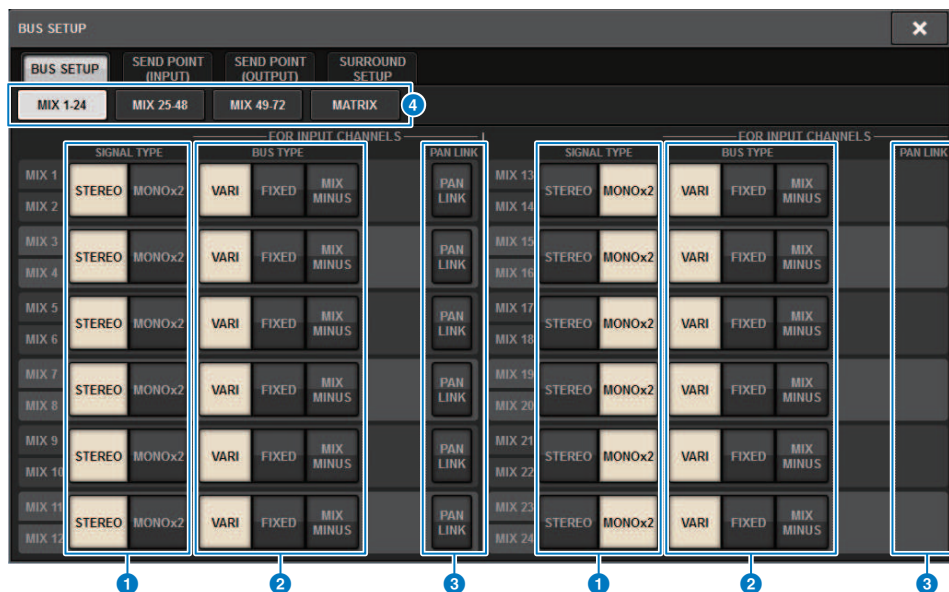 BUS SETUP
BUS SETUP
SEND POINT (INPUT)
SEND POINT (OUTPUT)
SURROUND SETUP
MIX 1-24
MIX 25-48
MIX 49-72
MATRIX
4
FOR INPUT CHANNELS
FOR INPUT CHANNELS
SIGNAL TYPE
BUS TYPE
PAN LINK
SIGNAL TYPE
BUS TYPE
PAN LINK
MIX 1
MIX 2
STEREO
MONOx2
VARI
FIXED
MIX MINUS
PAN LINK
MIX 13
MIX 14
STEREO
MONOx2
VARI
FIXED
MIX MINUS
MIX 3
MIX 4
STEREO
MONOx2
VARI
FIXED
MIX MINUS
PAN LINK
MIX 15
MIX 16
STEREO
MONOx2
VARI
FIXED
MIX MINUS
MIX 5
MIX 6
STEREO
MONOx2
VARI
FIXED
MIX MINUS
PAN LINK
MIX 17
MIX 18
STEREO
MONOx2
VARI
FIXED
MIX MINUS
MIX 7
MIX 8
STEREO
MONOx2
VARI
FIXED
MIX MINUS
PAN LINK
MIX 19
MIX 20
STEREO
MONOx2
VARI
FIXED
MIX MINUS
MIX 9
MIX 10
STEREO
MONOx2
VARI
FIXED
MIX MINUS
PAN LINK
MIX 21
MIX 22
STEREO
MONOx2
VARI
FIXED
MIX MINUS
MIX 11
MIX 12
STEREO
MONOx2
VARI
FIXED
MIX MINUS
PAN LINK
MIX 23
MIX 24
STEREO
MONOx2
VARI
FIXED
MIX MINUS
1
2
3
1
2
3